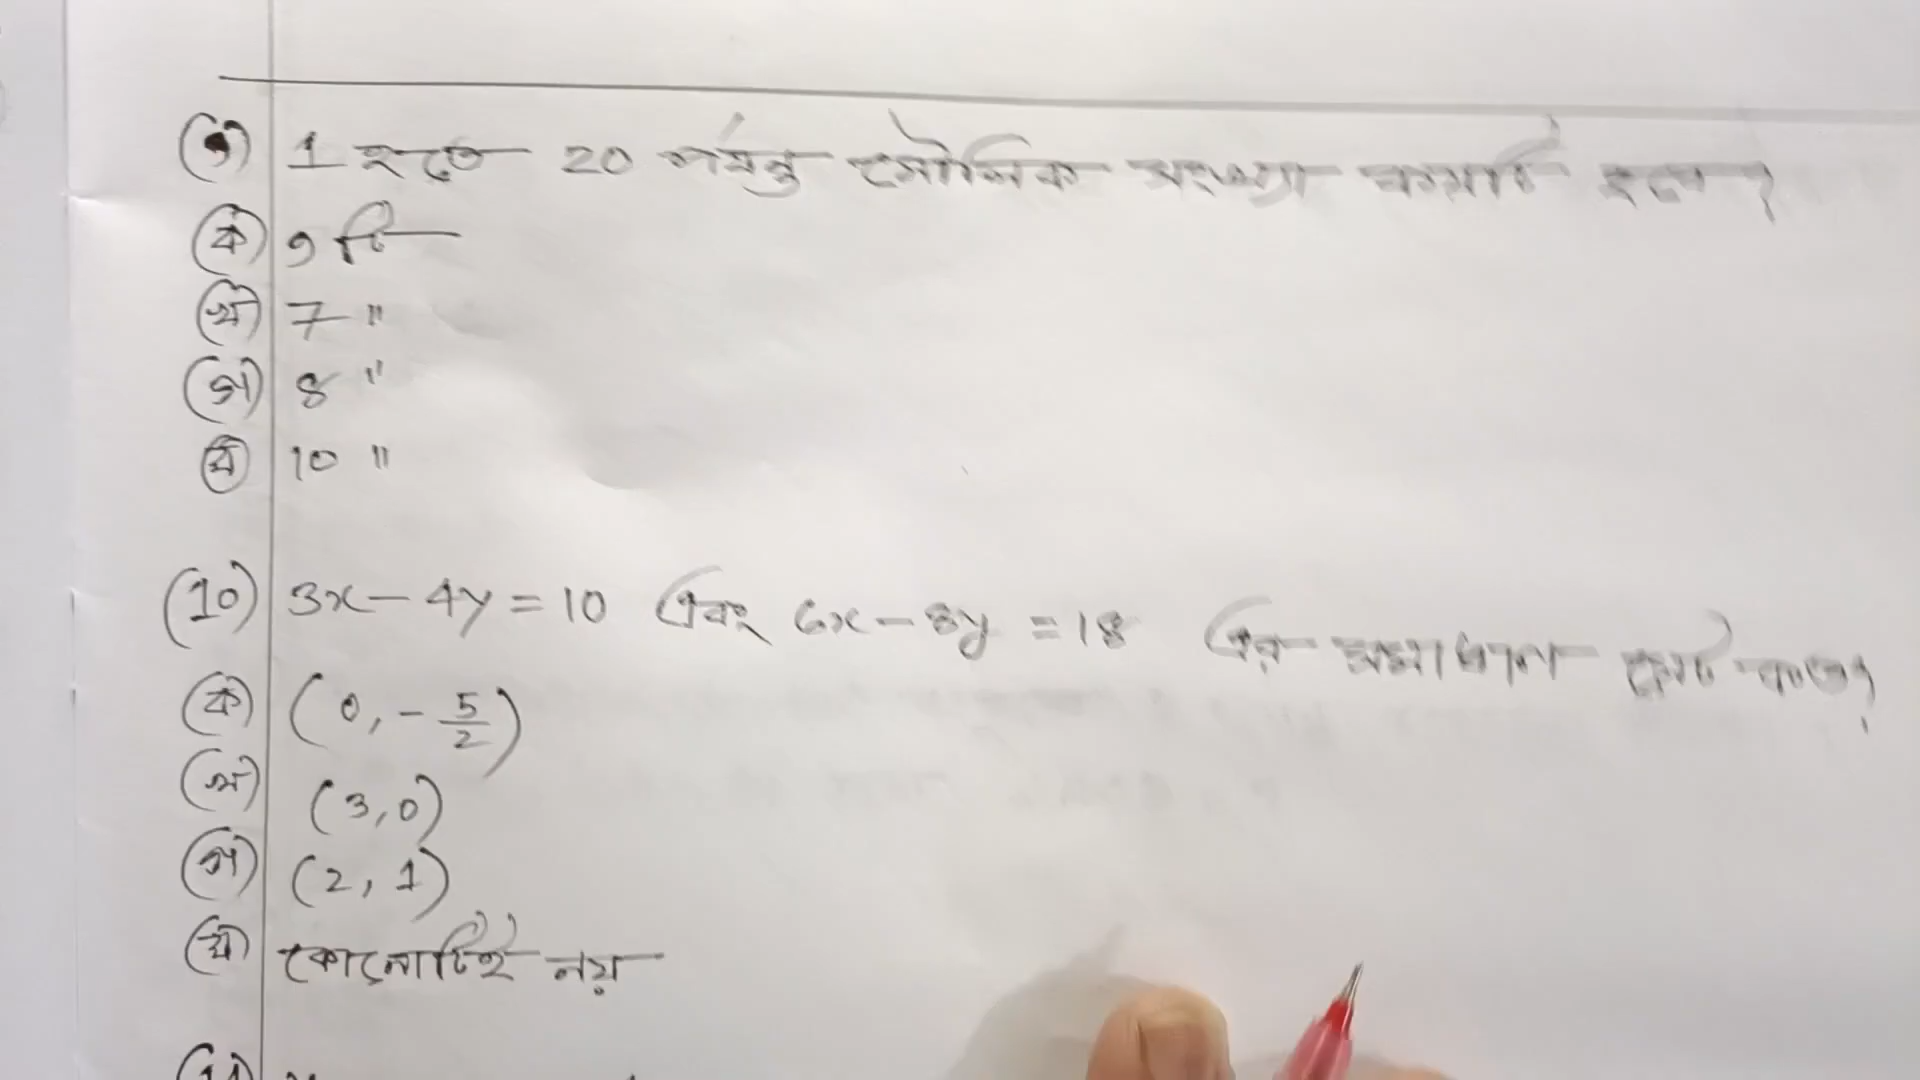 (9) 1 হতে 20 পর্যন্ত মৌলিক সংখ্যা কয়টি হবে?
(ক) 9 টি
(খ) 7 "
(গ) 8 "
(ঘ) 10 "
(10) 3x - 4y = 10 এবং 6x - 8y = 18 এর সমাধান
(ক) (0, -5/2)
(খ) (3, 0)
(গ) (2, 1)
(ঘ) কোনোটিই নয়